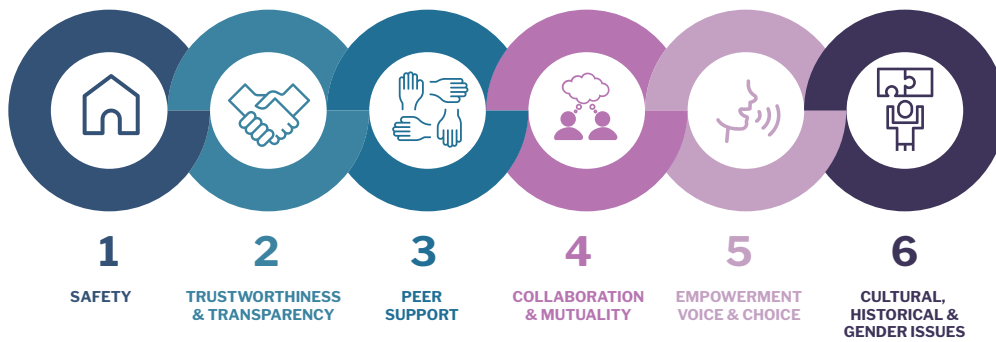 1
SAFETY
2
TRUSTWORTHINESS
& TRANSPARENCY
3
PEER
SUPPORT
4
COLLABORATION
& MUTUALITY
5
EMPOWERMENT
VOICE & CHOICE
6
CULTURAL,
HISTORICAL &
GENDER ISSUES